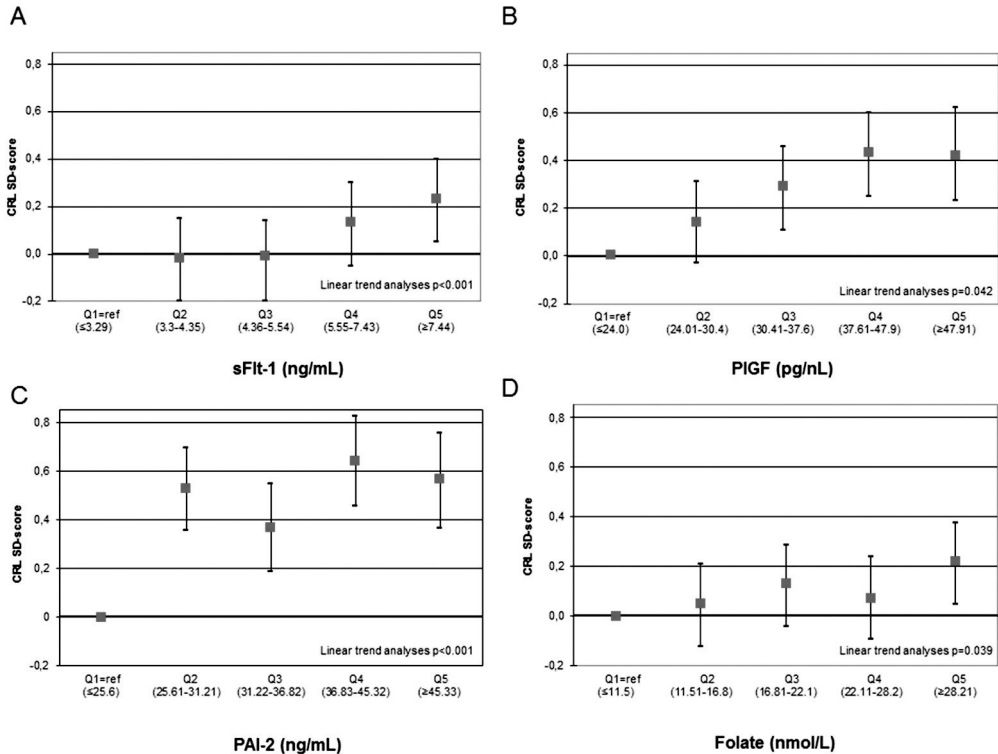 A
0,8
0,6
0,4
0,2
0,0
-0,2
CRL SD-score
Linear trend analyses p<0.001
Q1=ref Q2 Q3 Q4 Q5
(≤3.29) (3.3-4.35) (4.36-5.54) (5.55-7.43) (≥7.44)
sFlt-1 (ng/mL)
B
0,8
0,6
0,4
0,2
0,0
-0,2
CRL SD-score
Linear trend analyses p=0.042
Q1=ref Q2 Q3 Q4 Q5
(≤24.0) (24.01-30.4) (30.41-37.6) (37.61-47.9) (≥47.91)
PlGF (pg/nL)
C
0,8
0,6
0,4
0,2
0
-0,2
CRL SD-score
Linear trend analyses p<0.001
Q1=ref Q2 Q3 Q4 Q5
(≤25.6) (25.61-31.21) (31.22-36.82) (36.83-45.32) (≥45.33)
PAI-2 (ng/mL)
D
0,8
0,6
0,4
0,2
0
-0,2
CRL SD-score
Linear trend analyses p=0.039
Q1=ref Q2 Q3 Q4 Q5
(≤11.5) (11.51-16.8) (16.81-22.1) (22.11-28.2) (≥28.21)
Folate (nmol/L)